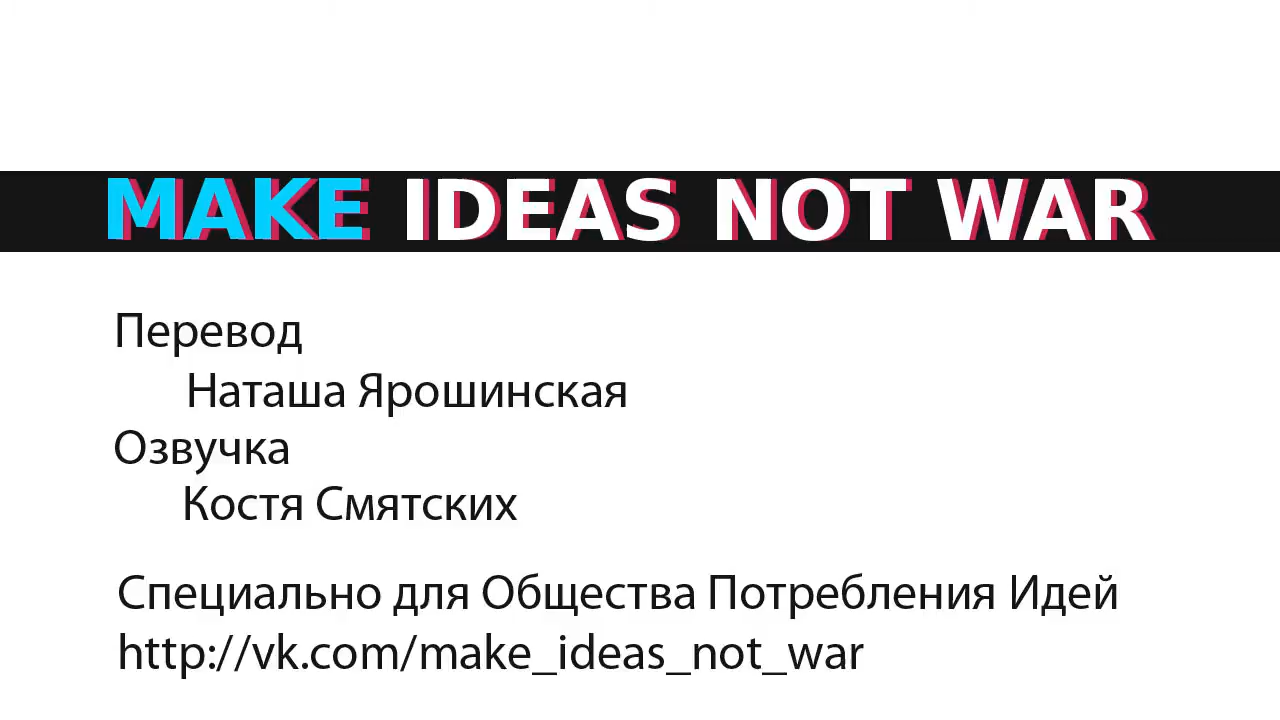 MAKE IDEAS NOT WAR
Перевод
Наташа Ярошинская
Озвучка
Костя Смятских
Специально для Общества Потребления Идей
http://vk.com/make_ideas_not_war